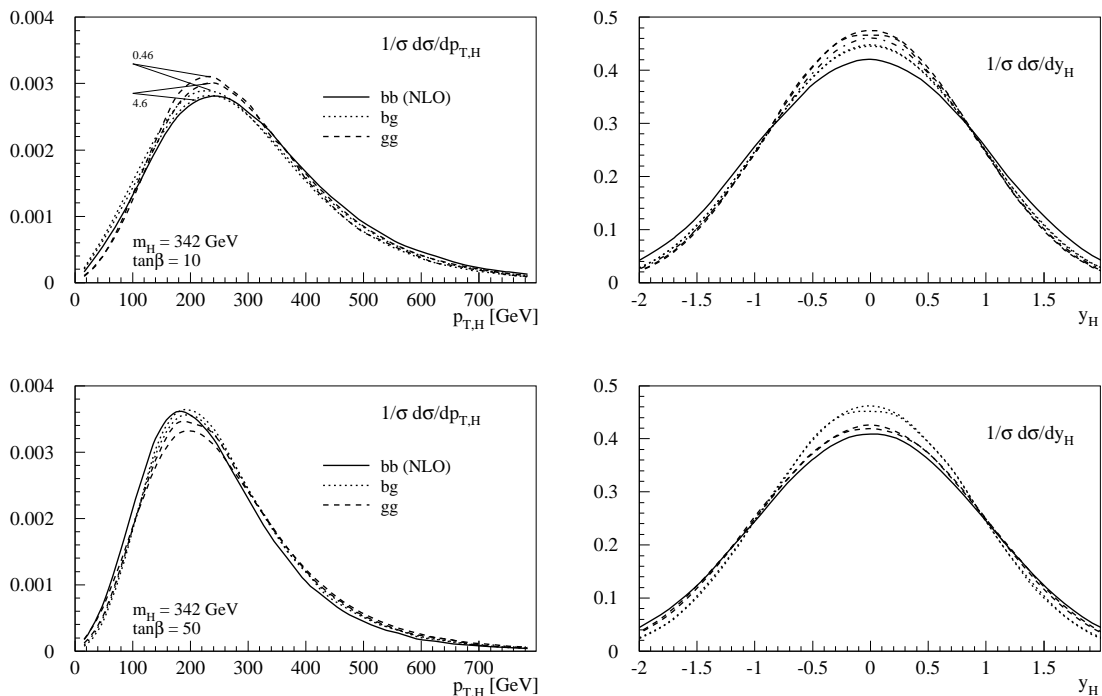 0.004
0.003
0.002
0.001
0
0 100 200 300 400 500 600 700
0.46
4.6
1/σ dσ/dp_{T,H}
bb (NLO)
bg
gg
m_H = 342 GeV
tanβ = 10
p_{T,H} [GeV]
0.5
0.4
0.3
0.2
0.1
0
-2 -1.5 -1 -0.5 0 0.5 1 1.5
1/σ dσ/dy_H
y_H
0.004
0.003
0.002
0.001
0
0 100 200 300 400 500 600 700
1/σ dσ/dp_{T,H}
bb (NLO)
bg
gg
m_H = 342 GeV
tanβ = 50
p_{T,H} [GeV]
0.5
0.4
0.3
0.2
0.1
0
-2 -1.5 -1 -0.5 0 0.5 1 1.5
1/σ dσ/dy_H
y_H